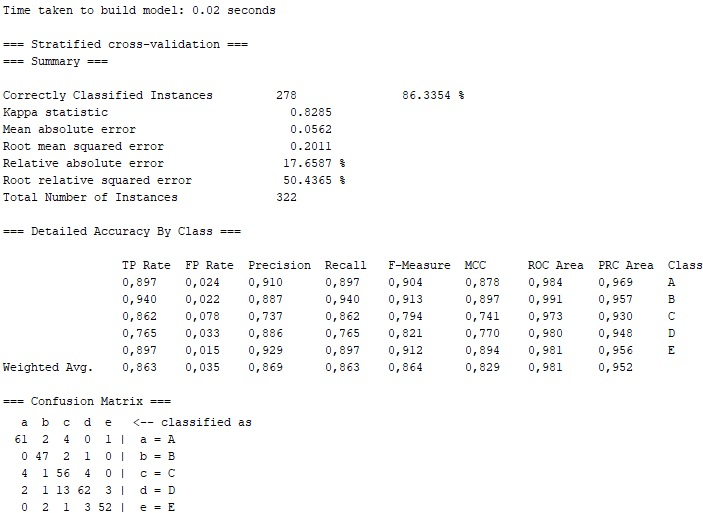 Time taken to build model: 0.02 seconds
=== Stratified cross-validation ===
=== Summary ===
Correctly Classified Instances 278 86.3354 %
Kappa statistic 0.8285
Mean absolute error 0.0562
Root mean squared error 0.2011
Relative absolute error 17.6587 %
Root relative squared error 50.4365 %
Total Number of Instances 322
=== Detailed Accuracy By Class ===
TP Rate FP Rate Precision Recall F-Measure MCC ROC Area PRC Area Class
0,897 0,024 0,910 0,897 0,904 0,878 0,984 0,969 A
0,940 0,022 0,887 0,940 0,913 0,897 0,991 0,957 B
0,862 0,078 0,737 0,862 0,794 0,741 0,973 0,930 C
0,765 0,033 0,886 0,765 0,821 0,770 0,980 0,948 D
0,897 0,015 0,929 0,897 0,912 0,894 0,981 0,956 E
Weighted Avg. 0,863 0,035 0,869 0,863 0,864 0,829 0,981 0,952
=== Confusion Matrix ===
a b c d e <-- classified as
61 2 4 0 1 | a = A
0 47 2 1 0 | b = B
4 1 56 4 0 | c = C
2 1 13 62 3 | d = D
0 2 1 3 52 | e = E